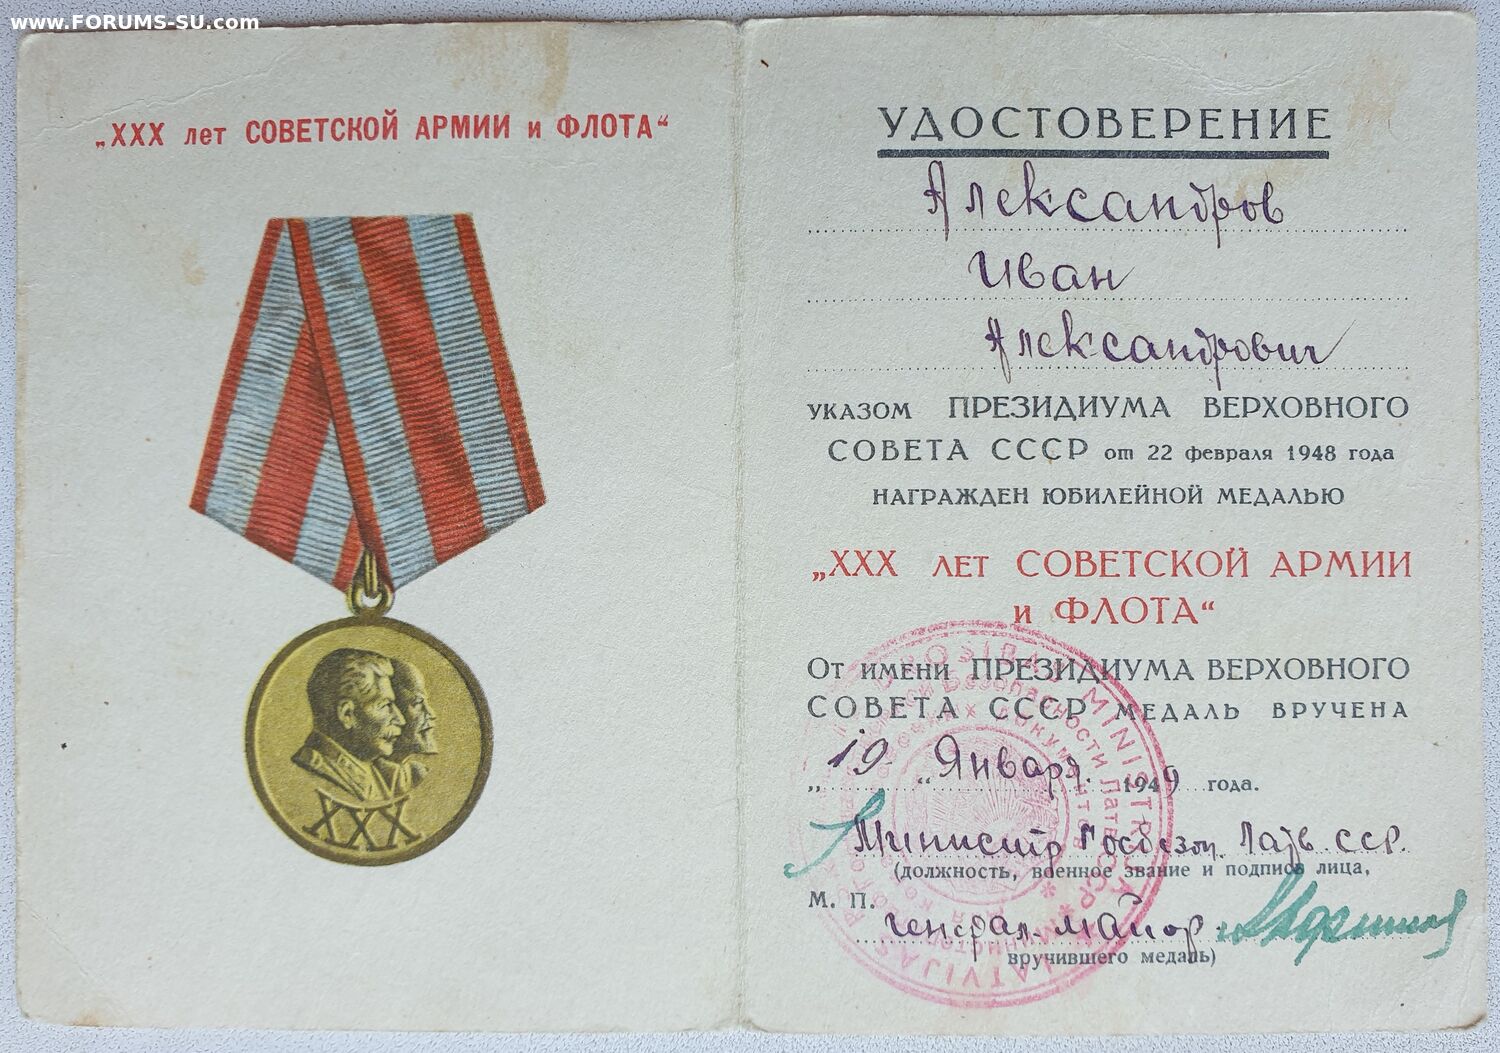 www.FORUMS-SU.com
„XXX лет СОВЕТСКОЙ АРМИИ и ФЛОТА“
XXX
УДОСТОВЕРЕНИЕ
Александров
Иван
Александрович
УКАЗОМ ПРЕЗИДИУМА ВЕРХОВНОГО
СОВЕТА СССР от 22 февраля 1948 года
НАГРАЖДЕН ЮБИЛЕЙНОЙ МЕДАЛЬЮ
„XXX ЛЕТ СОВЕТСКОЙ АРМИИ
и ФЛОТА“
ОТ ИМЕНИ ПРЕЗИДИУМА ВЕРХОВНОГО
СОВЕТА СССР МЕДАЛЬ ВРУЧЕНА
„19“ Января 1949 года.
Министр Госбезоп. Латв. ССР.
(должность, военное звание и подпись лица,
М. П.
генерал-майор
вручившего медаль)